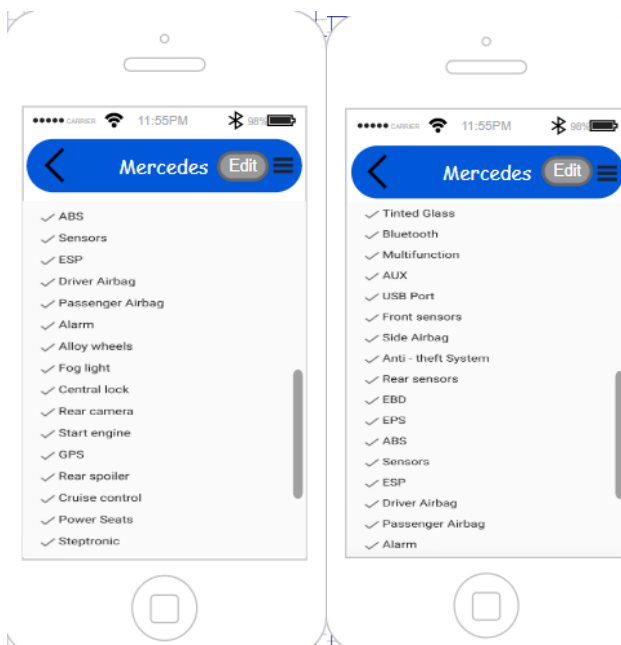 CARRIER 11:55PM 98%
Mercedes Edit
ABS
Sensors
ESP
Driver Airbag
Passenger Airbag
Alarm
Alloy wheels
Fog light
Central lock
Rear camera
Start engine
GPS
Rear spoiler
Cruise control
Power Seats
Steptronic
CARRIER 11:55PM 98%
Mercedes Edit
Tinted Glass
Bluetooth
Multifunction
AUX
USB Port
Front sensors
Side Airbag
Anti - theft System
Rear sensors
EBD
EPS
ABS
Sensors
ESP
Driver Airbag
Passenger Airbag
Alarm